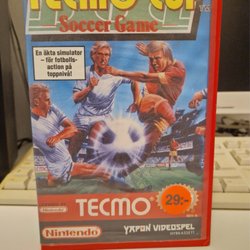 TECMO CUP
Soccer Game
En äkta simulator
– för fotbolls-
action på
toppnivå!
TECMO
29:-
Nintendo
YAPON VIDEOSPEL